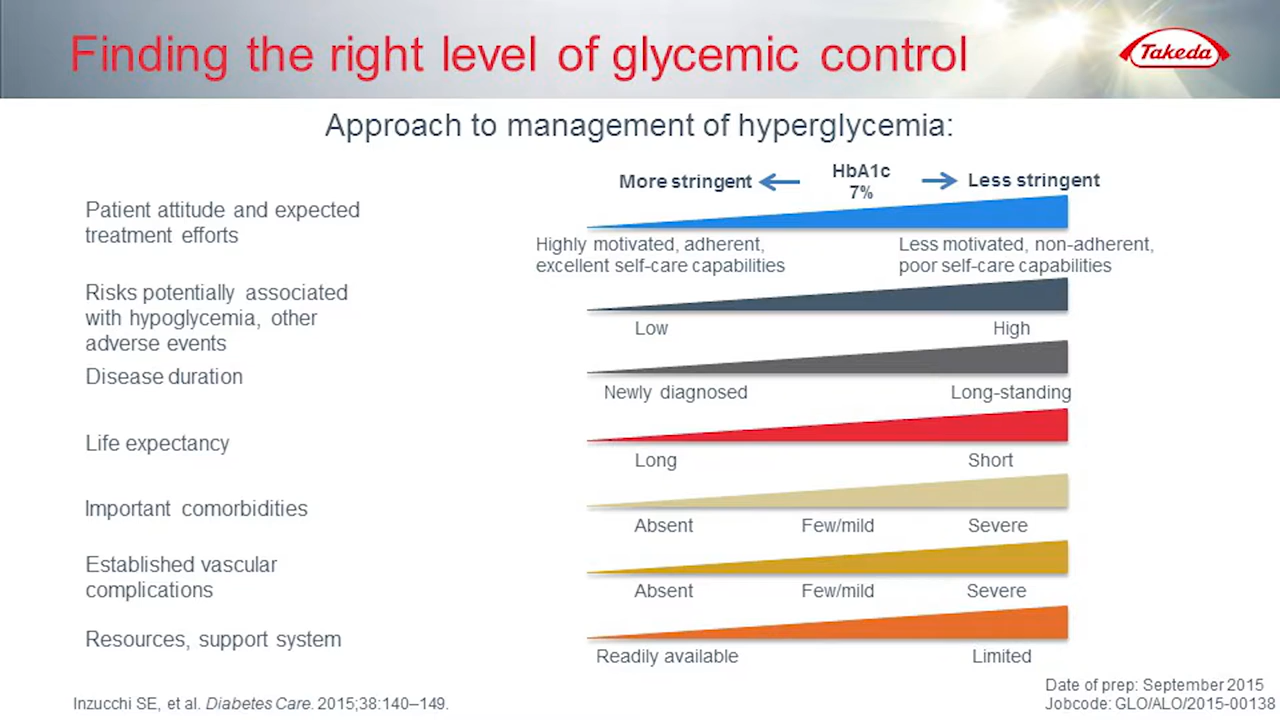 Finding the right level of glycemic control
Takeda
Approach to management of hyperglycemia:
More stringent
HbA1c
7%
Less stringent
Patient attitude and expected
treatment efforts
Highly motivated, adherent,
excellent self-care capabilities
Less motivated, non-adherent,
poor self-care capabilities
Risks potentially associated
with hypoglycemia, other
adverse events
Low
High
Disease duration
Newly diagnosed
Long-standing
Life expectancy
Long
Short
Important comorbidities
Absent
Few/mild
Severe
Established vascular
complications
Absent
Few/mild
Severe
Resources, support system
Readily available
Limited
Inzucchi SE, et al. Diabetes Care. 2015;38:140–149.
Date of prep: September 2015
Jobcode: GLO/ALO/2015-00138